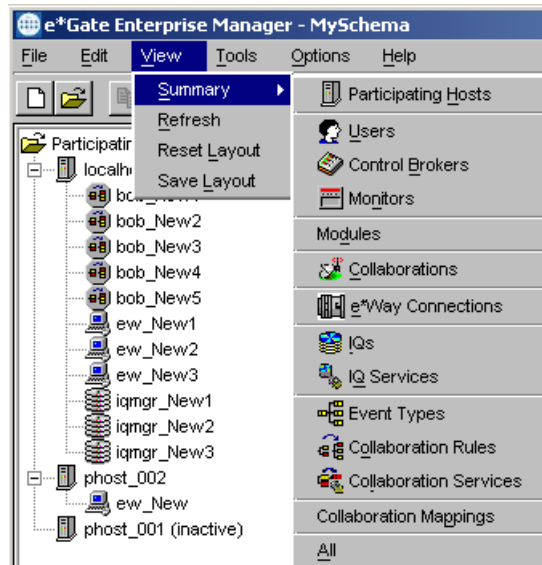 e*Gate Enterprise Manager - MySchema
File Edit View Tools Options Help
Summary
Refresh
Reset Layout
Save Layout
Participating Hosts
Users
Control Brokers
Monitors
Modules
Collaborations
e*Way Connections
IQs
IQ Services
Event Types
Collaboration Rules
Collaboration Services
Collaboration Mappings
All
bob_New2
bob_New3
bob_New4
bob_New5
ew_New1
ew_New2
ew_New3
iqmgr_New1
iqmgr_New2
iqmgr_New3
phost_002
ew_New
phost_001 (inactive)